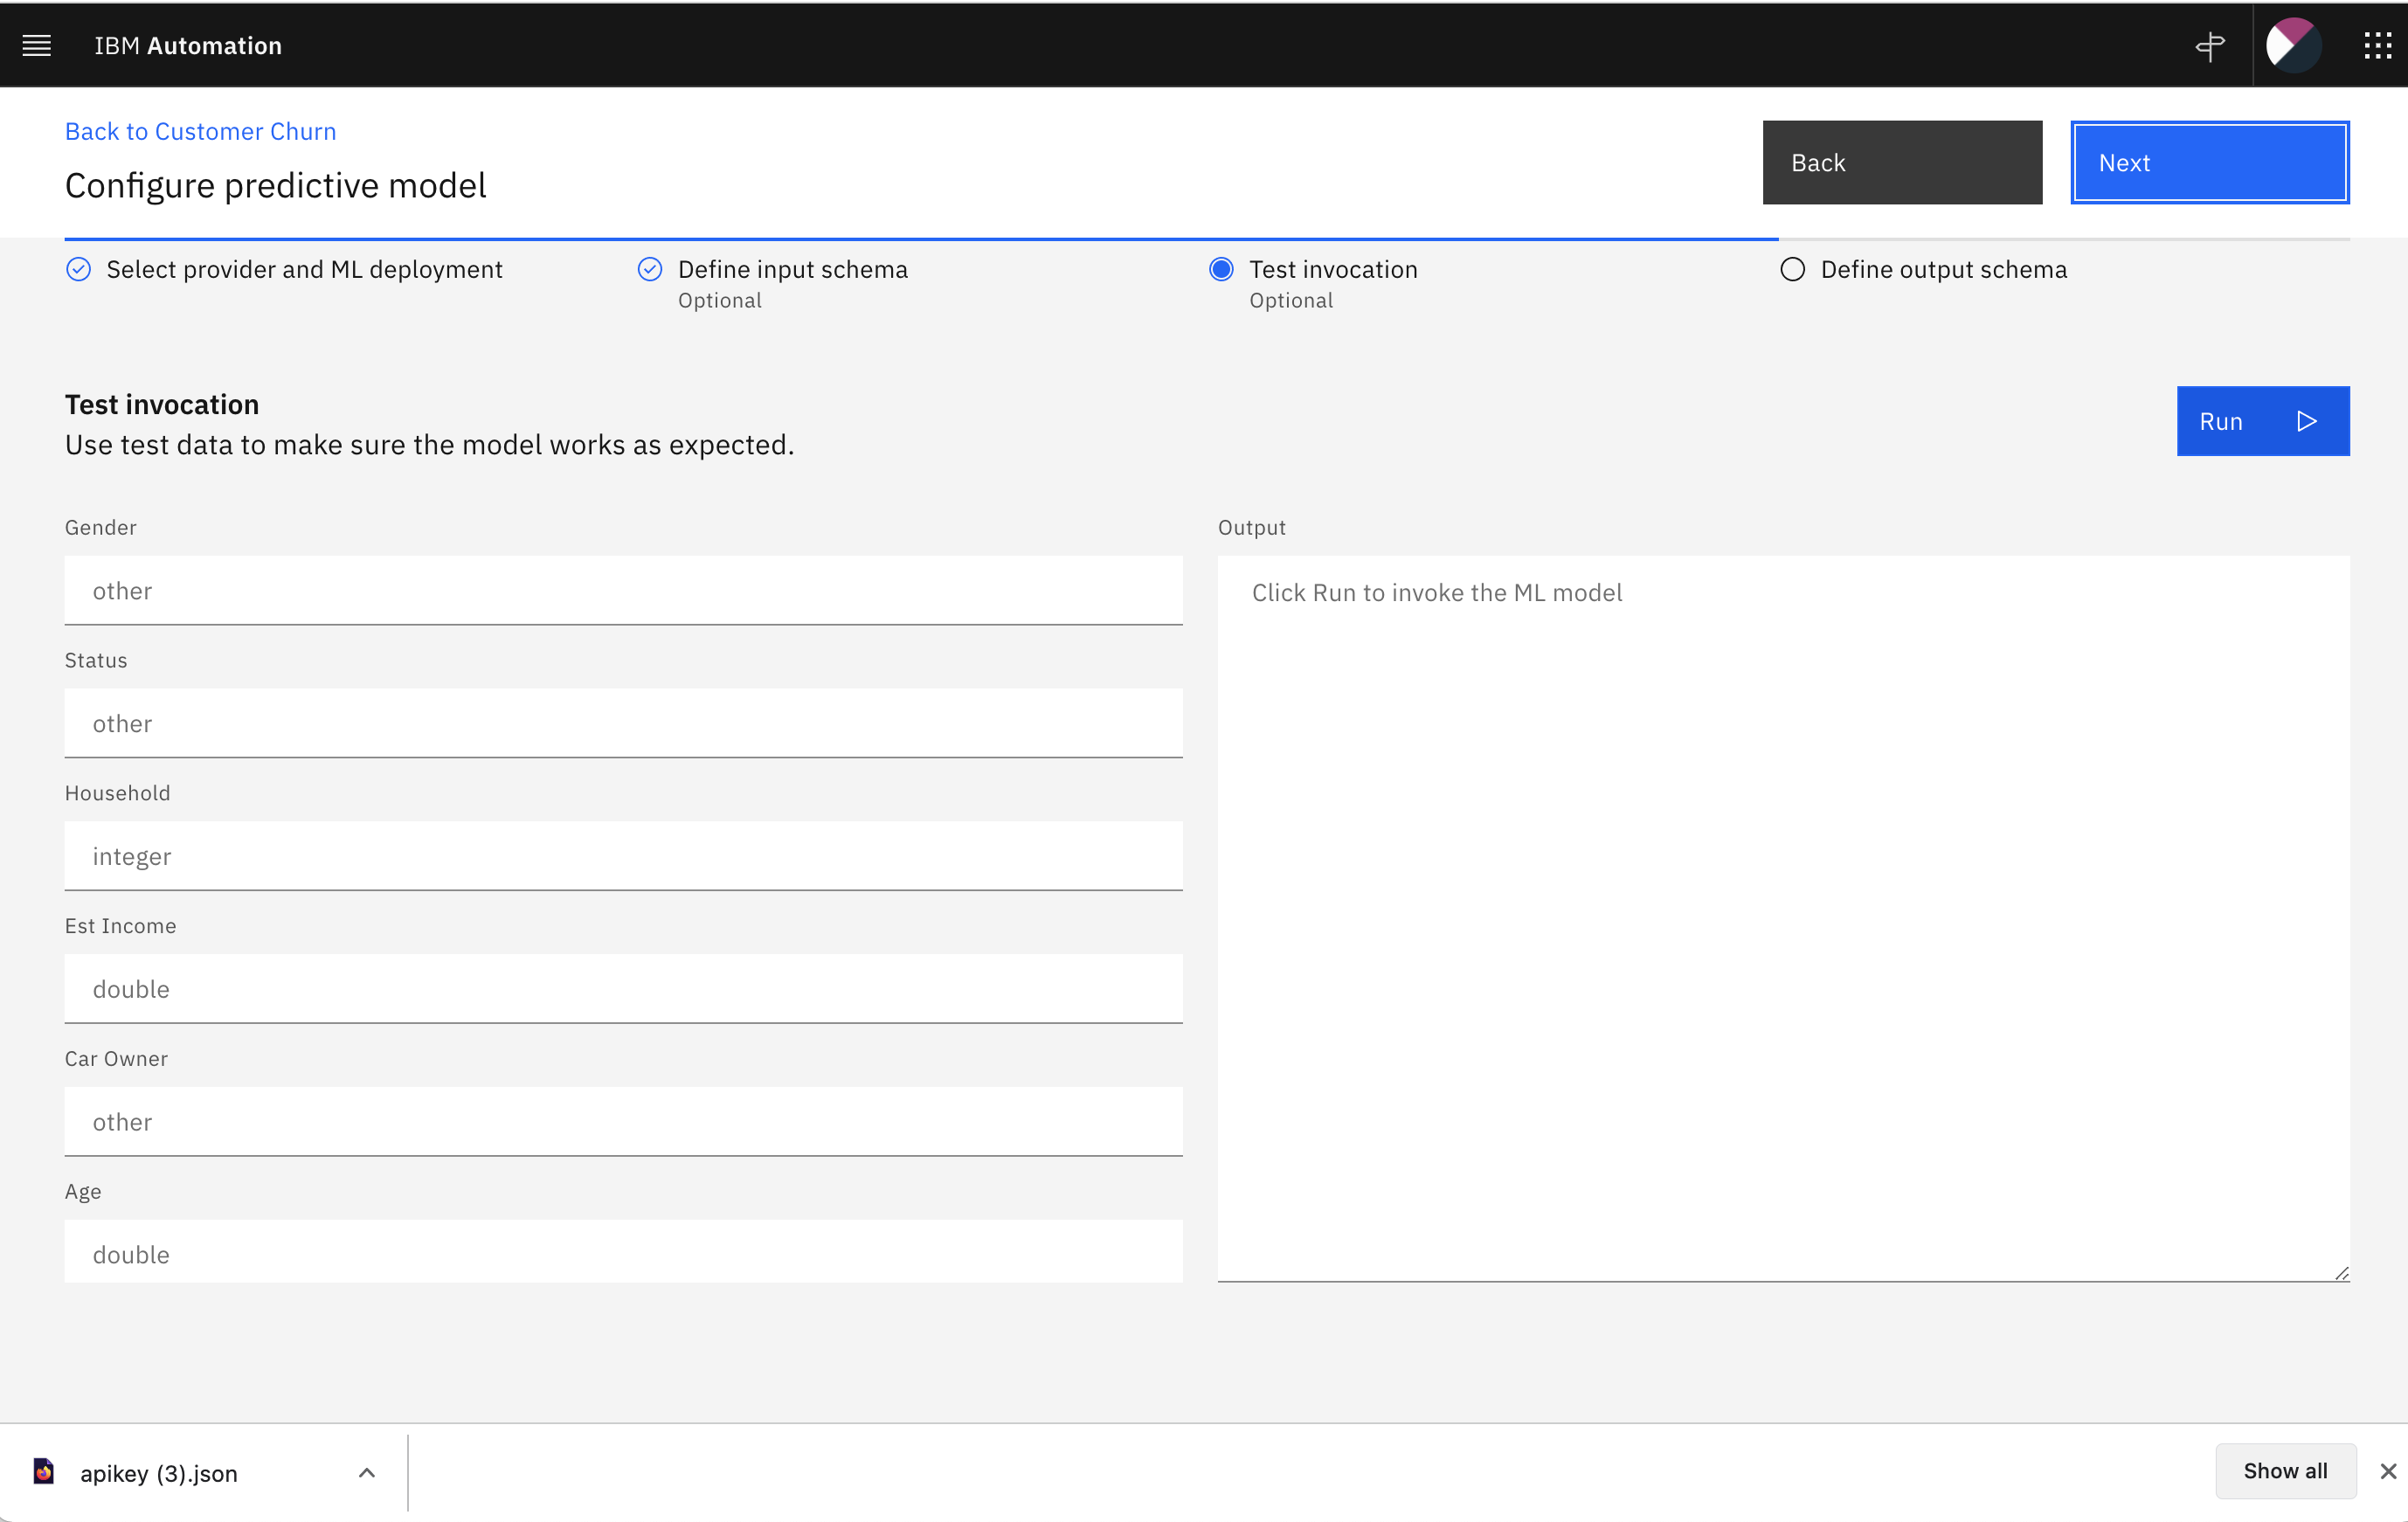 IBM Automation
Back to Customer Churn
Configure predictive model
Back
Next
Select provider and ML deployment
Define input schema
Optional
Test invocation
Optional
Define output schema
Test invocation
Use test data to make sure the model works as expected.
Run
Gender
other
Status
other
Household
integer
Est Income
double
Car Owner
other
Age
double
Output
Click Run to invoke the ML model
apikey (3).json
Show all